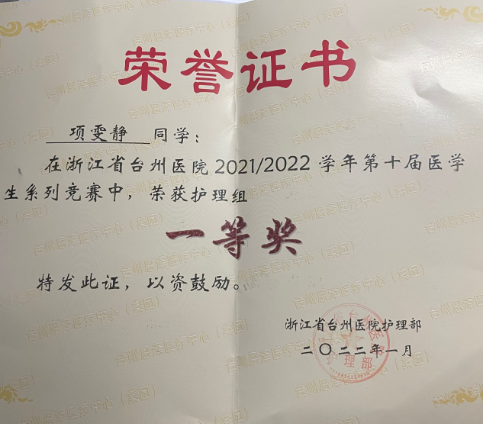 荣誉证书
项雯静 同学：
在浙江省台州医院2021/2022学年第十届医学
生系列竞赛中，荣获护理组
一等奖
特发此证，以资鼓励。
浙江省台州医院护理部
二〇二二年一月